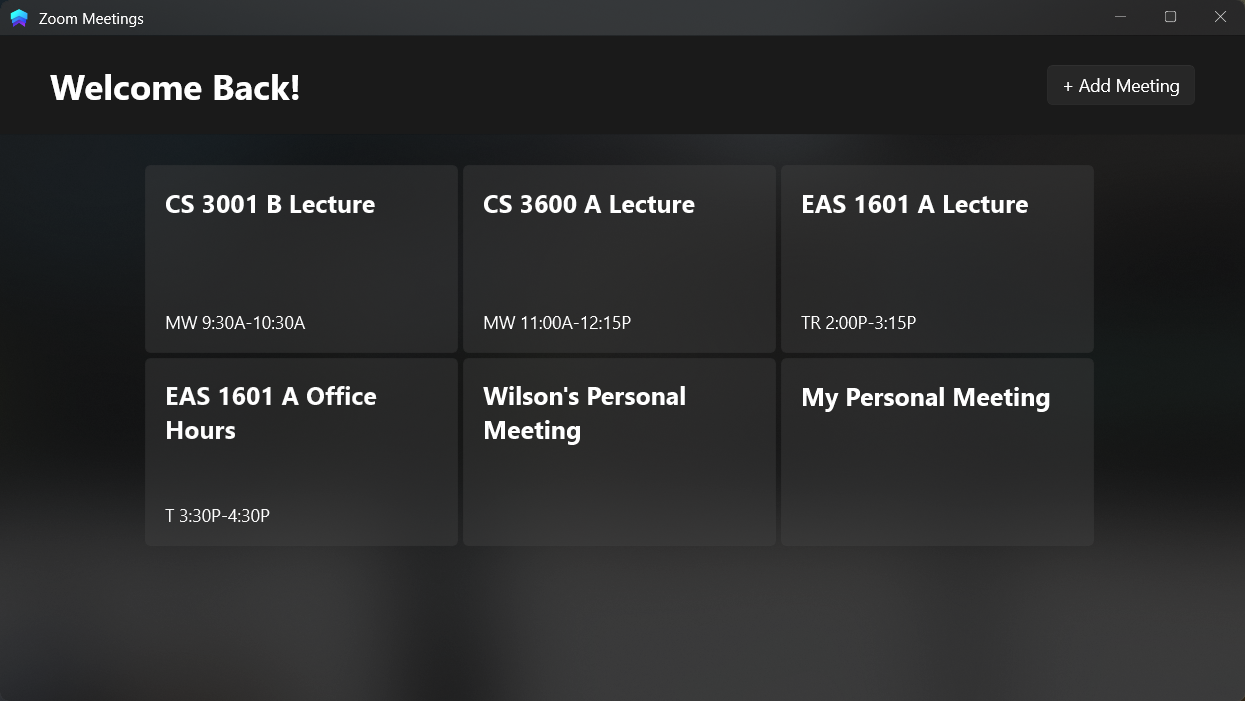 Zoom Meetings
Welcome Back!
+ Add Meeting
CS 3001 B Lecture
MW 9:30A-10:30A
CS 3600 A Lecture
MW 11:00A-12:15P
EAS 1601 A Lecture
TR 2:00P-3:15P
EAS 1601 A Office
Hours
T 3:30P-4:30P
Wilson's Personal
Meeting
My Personal Meeting